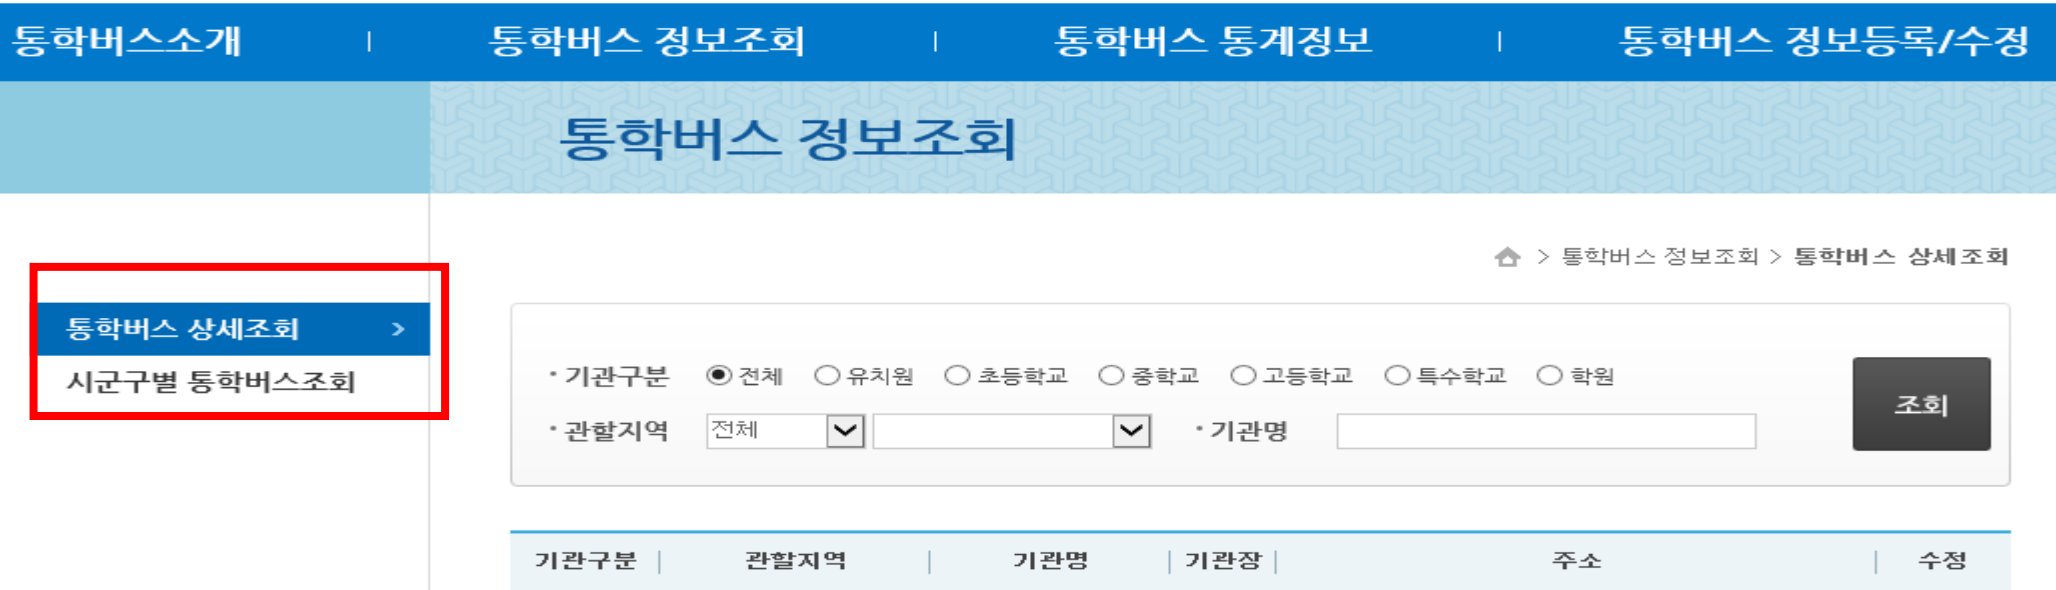 통학버스소개 | 통학버스 정보조회 | 통학버스 통계정보 | 통학버스 정보등록/수정
통학버스 정보조회
> 통학버스 정보조회 > 통학버스 상세조회
통학버스 상세조회 >
시군구별 통학버스조회
· 기관구분 전체 유치원 초등학교 중학교 고등학교 특수학교 학원
· 관할지역 전체 · 기관명
조회
기관구분 | 관할지역 | 기관명 | 기관장 | 주소 | 수정